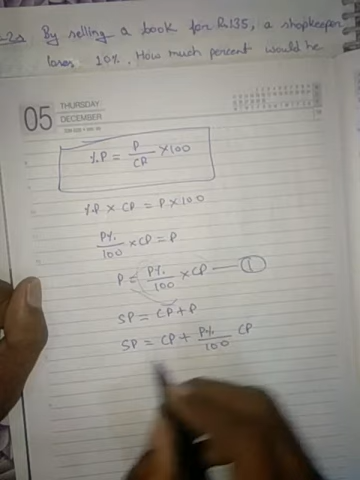 By selling a book for Rs135, a shopkeeper
loses 10%. How much percent would he
05 THURSDAY
DECEMBER
%P = P/CP × 100
%P × CP = P × 100
P%/100 × CP = P
P = P%/100 × CP — 1
SP = CP + P
SP = CP + P%/100 CP